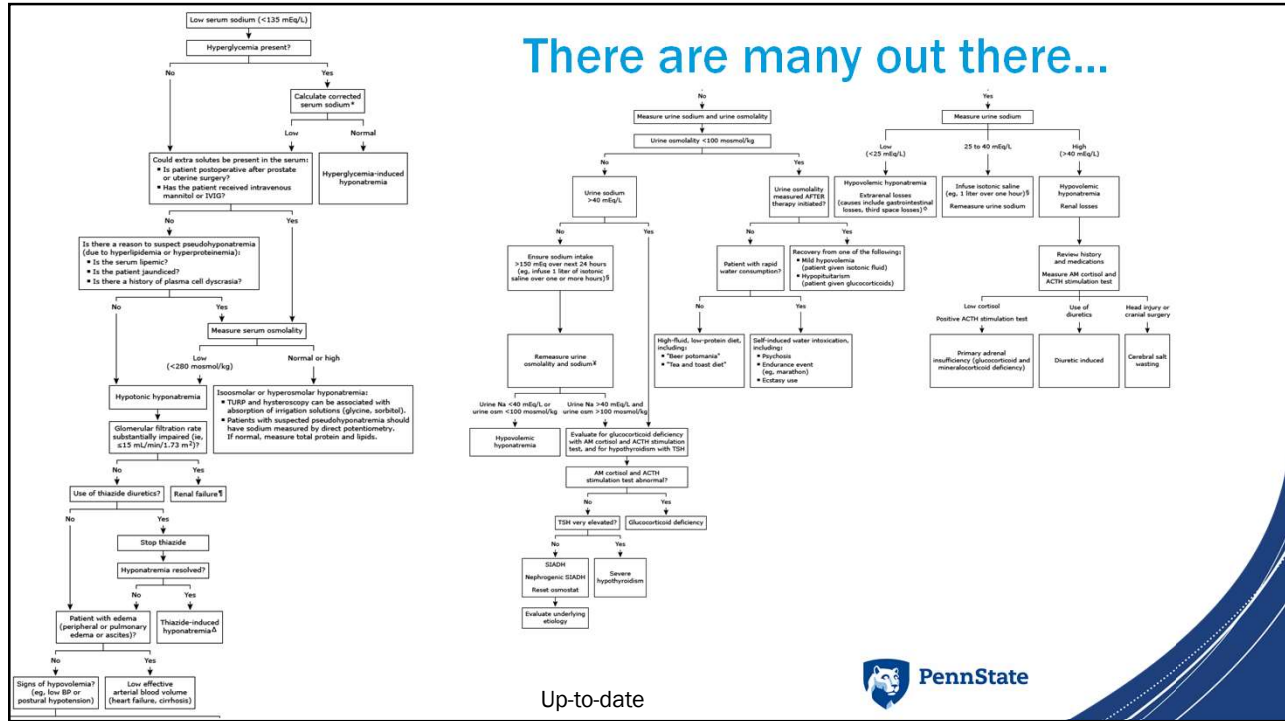 There are many out there...
Low serum sodium (<135 mEq/L)
Hyperglycemia present?
No
Yes
Calculate corrected
serum sodium*
Low
Normal
Could extra solutes be present in the serum:
▪ Is patient postoperative after prostate
or uterine surgery?
▪ Has the patient received intravenous
mannitol or IVIG?
Hyperglycemia-induced
hyponatremia
No
Yes
Is there a reason to suspect pseudohyponatremia
(due to hyperlipidemia or hyperproteinemia):
▪ Is the serum lipemic?
▪ Is the patient jaundiced?
▪ Is there a history of plasma cell dyscrasia?
No
Yes
Measure serum osmolality
Low
(<280 mosmol/kg)
Normal or high
Hypotonic hyponatremia
Isoosmolar or hyperosmolar hyponatremia:
▪ TURP and hysteroscopy can be associated with
absorption of irrigation solutions (glycine, sorbitol).
▪ Patients with suspected pseudohyponatremia should
have sodium measured by direct potentiometry.
If normal, measure total protein and lipids.
Glomerular filtration rate
substantially impaired (ie,
≤15 mL/min/1.73 m²)?
No
Yes
Use of thiazide diuretics?
Renal failure¶
No
Yes
Stop thiazide
Hyponatremia resolved?
No
Yes
Patient with edema
(peripheral or pulmonary
edema or ascites)?
Thiazide-induced
hyponatremiaΔ
No
Yes
Signs of hypovolemia?
(eg, low BP or
postural hypotension)
Low effective
arterial blood volume
(heart failure, cirrhosis)
No
Measure urine sodium and urine osmolality
Urine osmolality <100 mosmol/kg
No
Yes
Urine sodium
>40 mEq/L
Urine osmolality
measured AFTER
therapy initiated?
No
Yes
No
Yes
Ensure sodium intake
>150 mEq over next 24 hours
(eg, infuse 1 liter of isotonic
saline over one or more hours)§
Patient with rapid
water consumption?
Recovery from one of the following:
▪ Mild hypovolemia
(patient given isotonic fluid)
▪ Hypopituitarism
(patient given glucocorticoids)
No
Yes
Remeasure urine
osmolality and sodium¥
High-fluid, low-protein diet,
including:
▪ "Beer potomania"
▪ "Tea and toast diet"
Self-induced water intoxication,
including:
▪ Psychosis
▪ Endurance event
(eg, marathon)
▪ Ecstasy use
Urine Na <40 mEq/L or
urine osm <100 mosmol/kg
Urine Na >40 mEq/L and
urine osm >100 mosmol/kg
Hypovolemic
hyponatremia
Evaluate for glucocorticoid deficiency
with AM cortisol and ACTH stimulation
test, and for hypothyroidism with TSH
AM cortisol and ACTH
stimulation test abnormal?
No
Yes
TSH very elevated?
Glucocorticoid deficiency
No
Yes
SIADH
Nephrogenic SIADH
Reset osmostat
Severe
hypothyroidism
Evaluate underlying
etiology
Yes
Measure urine sodium
Low
(<25 mEq/L)
25 to 40 mEq/L
High
(>40 mEq/L)
Hypovolemic hyponatremia
Extrarenal losses
(causes include gastrointestinal
losses, third space losses)◊
Infuse isotonic saline
(eg, 1 liter over one hour)§
Remeasure urine sodium
Hypovolemic
hyponatremia
Renal losses
Review history
and medications
Measure AM cortisol and
ACTH stimulation test
Low cortisol
Positive ACTH stimulation test
Use of
diuretics
Head injury or
cranial surgery
Primary adrenal
insufficiency (glucocorticoid and
mineralocorticoid deficiency)
Diuretic induced
Cerebral salt
wasting
Up-to-date
PennState